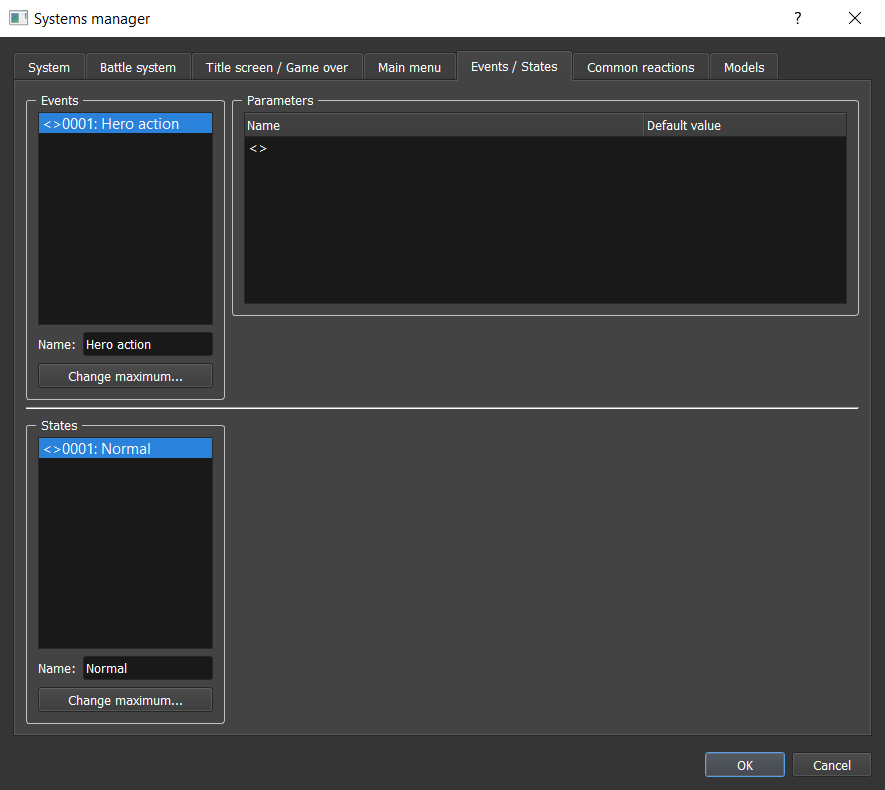 Systems manager
?
System
Battle system
Title screen / Game over
Main menu
Events / States
Common reactions
Models
Events
<>0001: Hero action
Name: Hero action
Change maximum...
Parameters
Name Default value
<>
States
<>0001: Normal
Name: Normal
Change maximum...
OK
Cancel